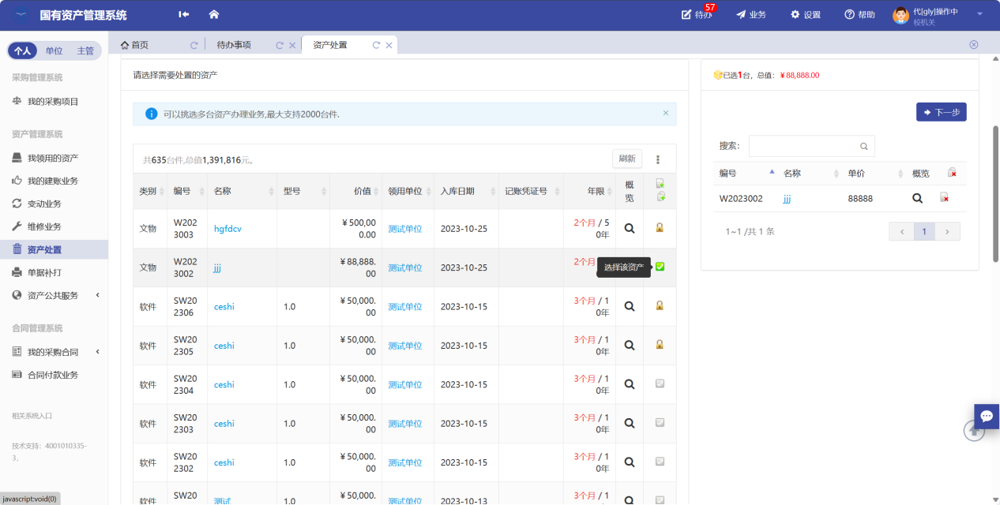 国有资产管理系统
待办
57
业务
设置
帮助
代[gly]操作中
校机关
个人
单位
主管
首页
待办事项
资产处置
采购管理系统
我的采购项目
资产管理系统
我领用的资产
我的建账业务
变动业务
维修业务
资产处置
单据补打
资产公共服务
合同管理系统
我的采购合同
合同付款业务
相关系统入口
技术支持：4001010335-
3,
javascript:void(0)
请选择需要处置的资产
可以挑选多台资产办理业务,最大支持2000台件.
共635台件,总值1,391,816元。
刷新
类别 编号 名称 型号 价值 领用单位 入库日期 记账凭证号 年限 概览
文物 W2023003 hgfdcv ￥500,000.00 测试单位 2023-10-25 2个月 / 50年
文物 W2023002 jjj ￥88,888.00 测试单位 2023-10-25 2个月
选择该资产
软件 SW202306 ceshi 1.0 ￥50,000.00 测试单位 2023-10-15 3个月 / 10年
软件 SW202305 ceshi 1.0 ￥50,000.00 测试单位 2023-10-15 3个月 / 10年
软件 SW202304 ceshi 1.0 ￥50,000.00 测试单位 2023-10-15 3个月 / 10年
软件 SW202303 ceshi 1.0 ￥50,000.00 测试单位 2023-10-15 3个月 / 10年
软件 SW202302 ceshi 1.0 ￥50,000.00 测试单位 2023-10-15 3个月 / 10年
软件 SW20 测试 1.0 ￥50,000. 测试单位 2023-10-13 3个月 / 1
已选1台，总值：￥88,888.00
下一步
搜索:
编号 名称 单价 概览
W2023002 jjj 88888
1~1 /共 1 条
‹ 1 ›